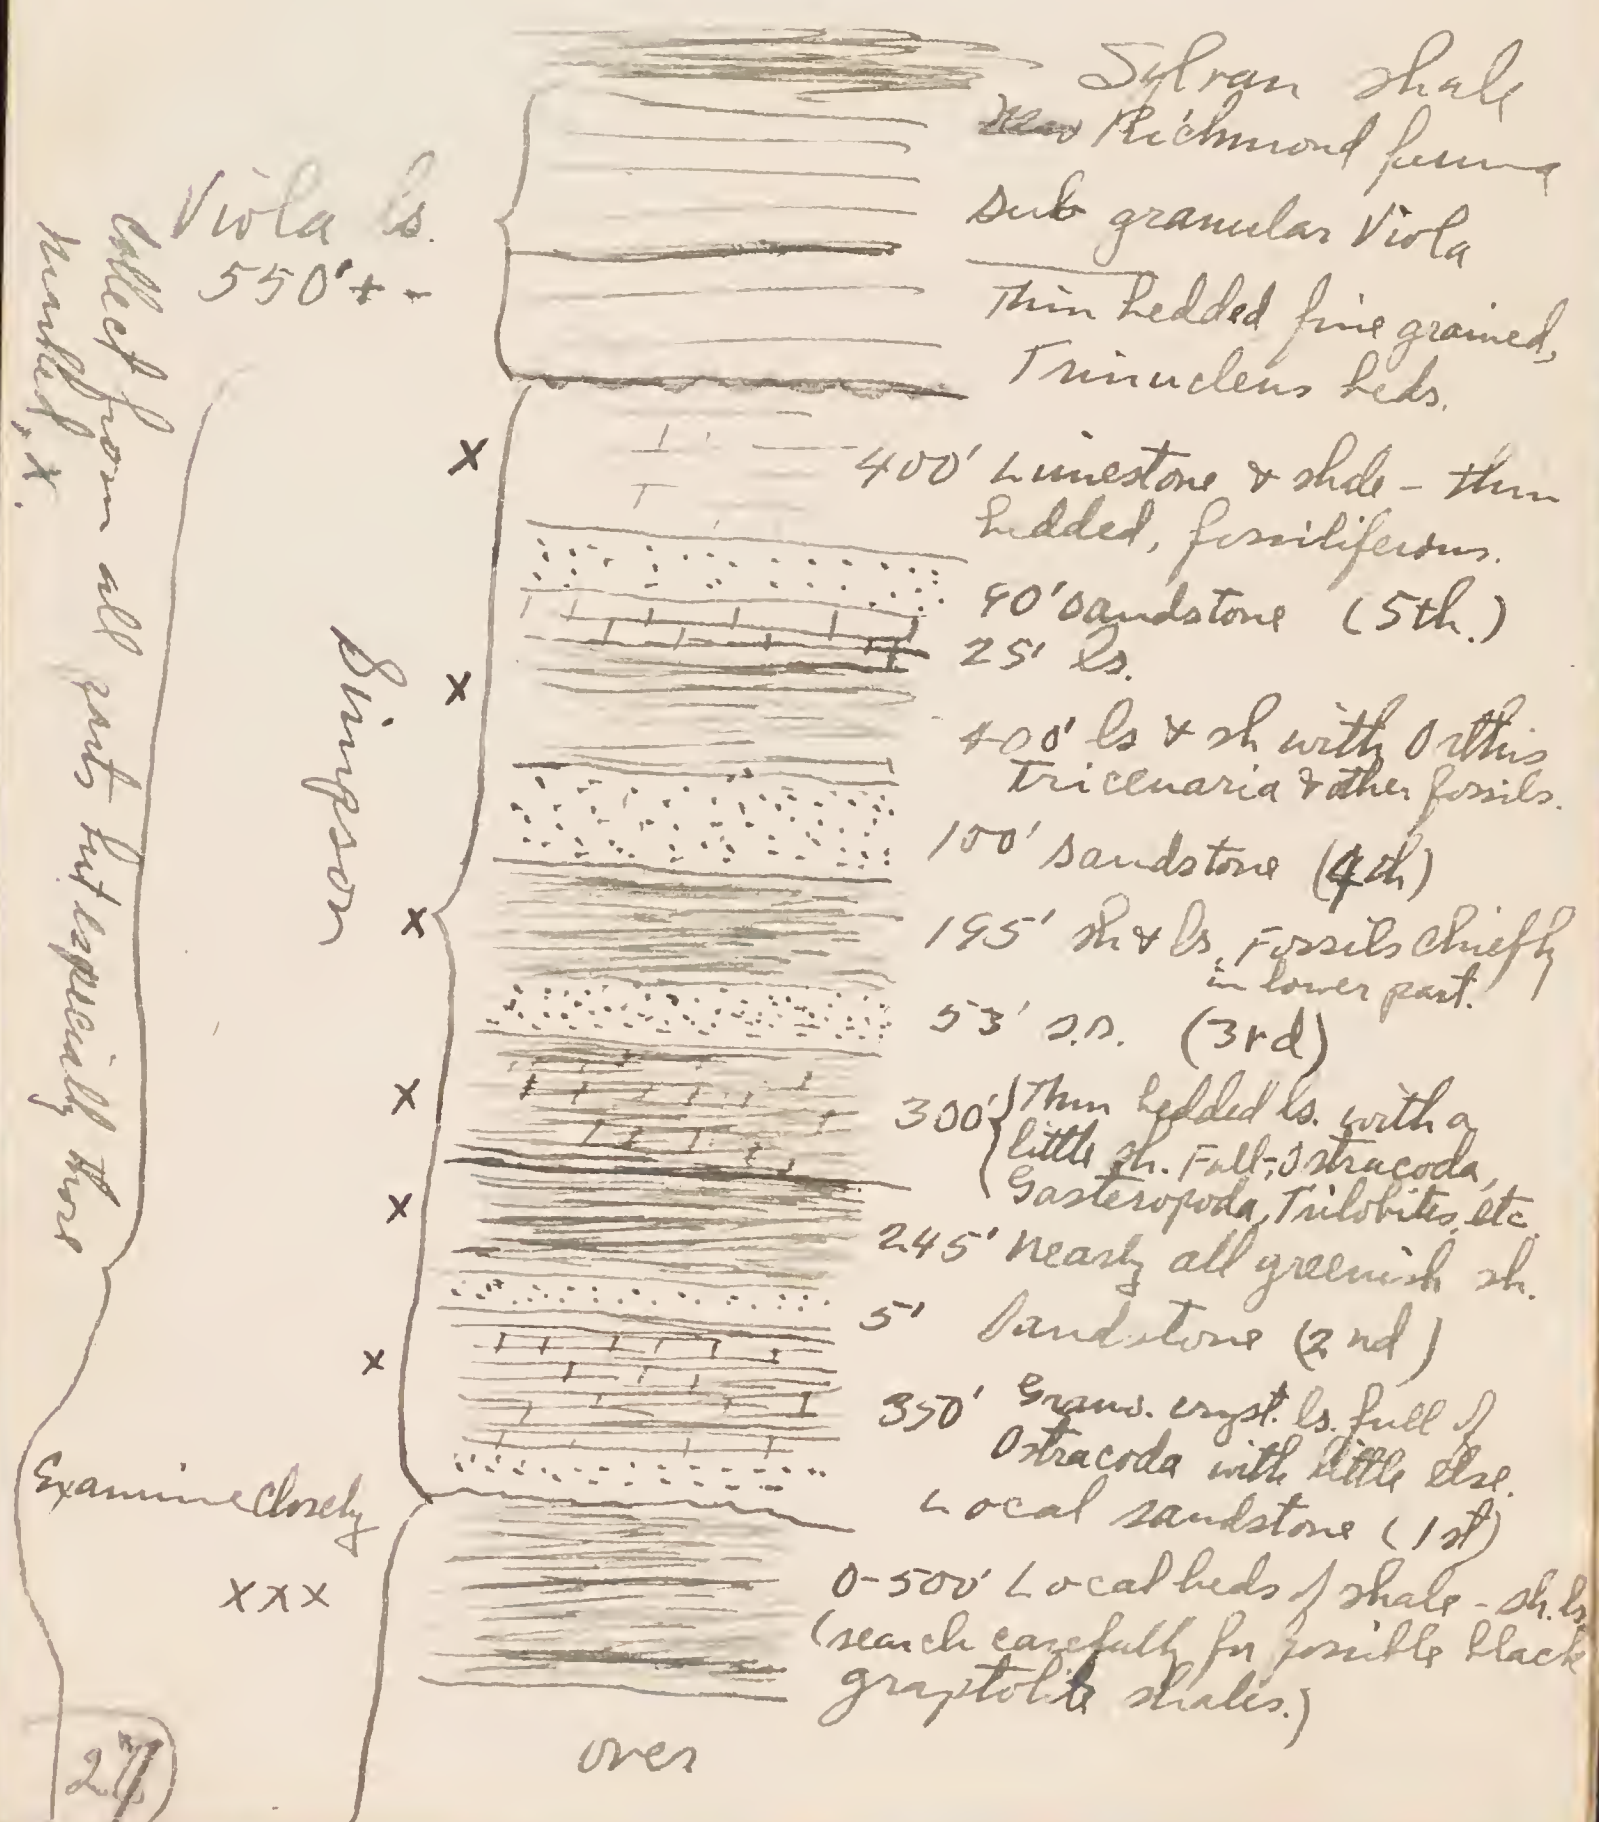 Sylvan shale
Richmond fauna
Sub granular Viola
Viola ls.
550' + -
Thin bedded fine grained,
Trinucleus beds.
Collect from all parts but especially those
marked, X.
Simpson
X
400' Limestone & shale - thin
bedded, fossiliferous.
90' Sandstone (5th.)
25' ls.
X
400' ls & sh with Orthis
Tricenaria & other fossils.
100' Sandstone (4th)
X
195' sh & ls, Fossils chiefly
in lower part.
53' s.s. (3rd)
X
300' Thin bedded ls. with a
little sh. Full, Ostracoda,
Gasteropoda, Trilobites, etc.
X
245' Nearly all greenish sh.
5' Sandstone (2nd)
X
350' Grano. cryst. ls. full of
Ostracoda with little else.
Local sandstone (1st)
Examine closely
XXX
0-500' Local beds of shale - sh. ls.
(search carefully for possible black
graptolite shales.)
over